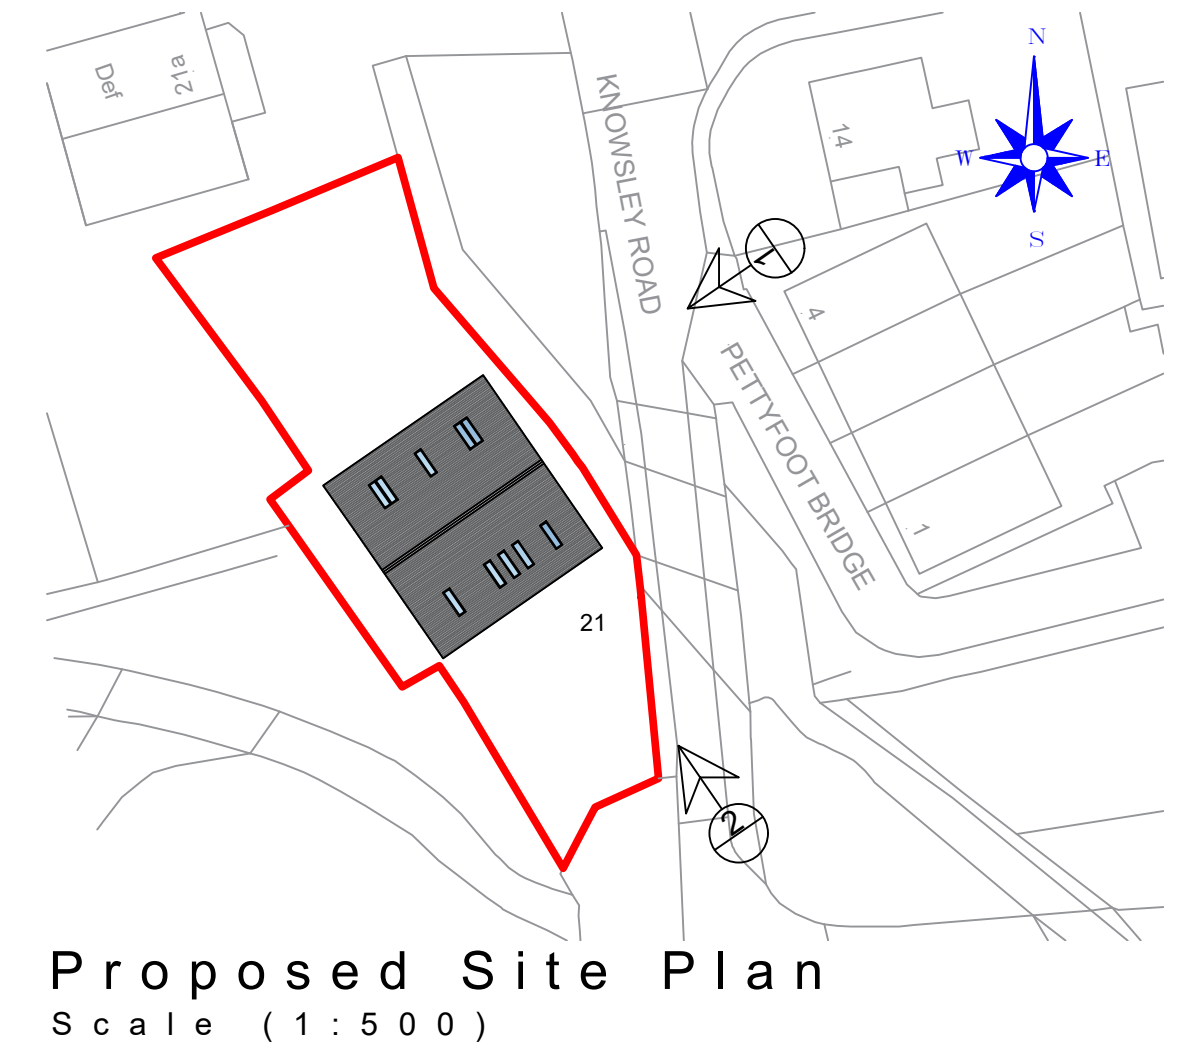 N
W E
S
Def
21a
14
KNOWSLEY ROAD
1
4
PETTYFOOT BRIDGE
1
21
2
Proposed Site Plan
Scale (1:500)